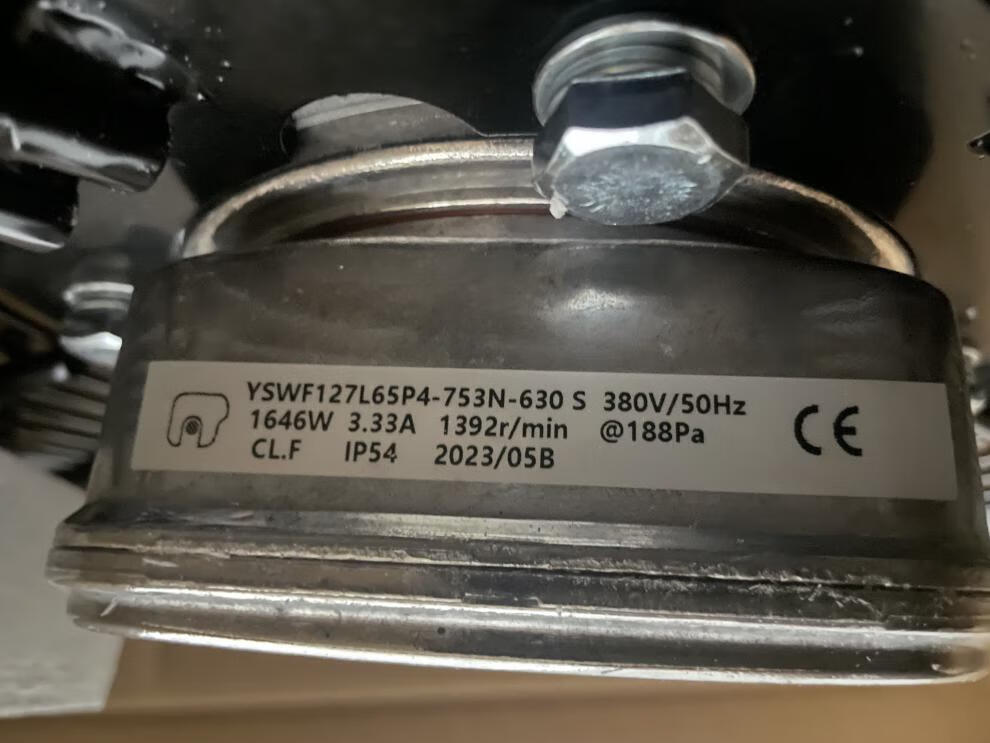 YSWF127L65P4-753N-630 S 380V/50Hz
1646W 3.33A 1392r/min @188Pa
CL.F IP54 2023/05B
CE